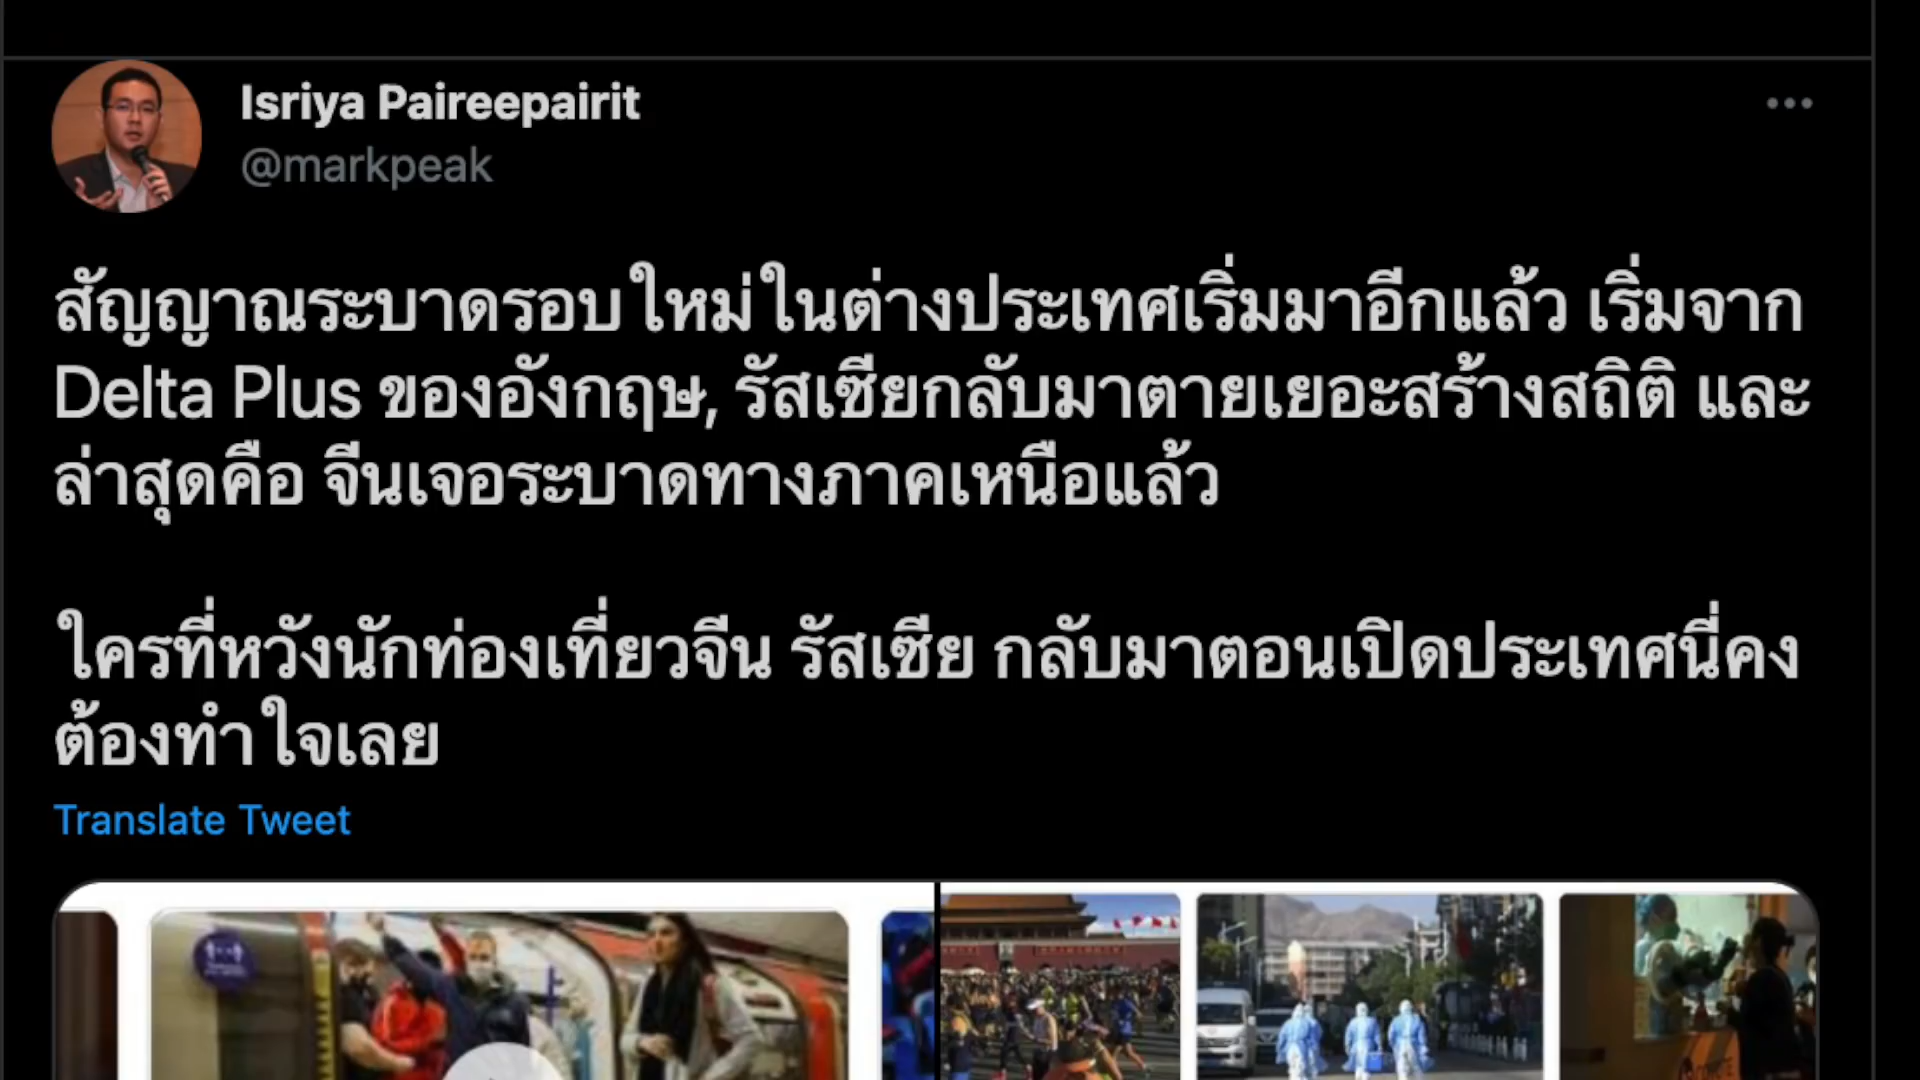 Isriya Paireepairit
@markpeak
สัญญาณระบาดรอบใหม่ในต่างประเทศเริ่มมาอีกแล้ว เริ่มจาก
Delta Plus ของอังกฤษ, รัสเซียกลับมาตายเยอะสร้างสถิติ และ
ล่าสุดคือ จีนเจอระบาดทางภาคเหนือแล้ว
ใครที่หวังนักท่องเที่ยวจีน รัสเซีย กลับมาตอนเปิดประเทศนี่คง
ต้องทำใจเลย
Translate Tweet